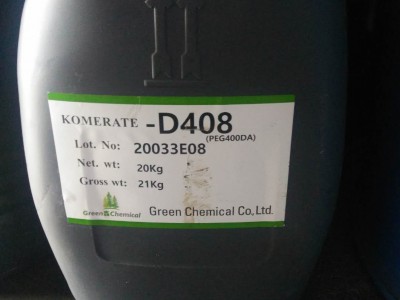 KOMERATE -D408
(PEG400DA)
Lot. No: 20033E08
Net. wt: 20Kg
Gross wt: 21Kg
Green & Chemical Green Chemical Co,Ltd.